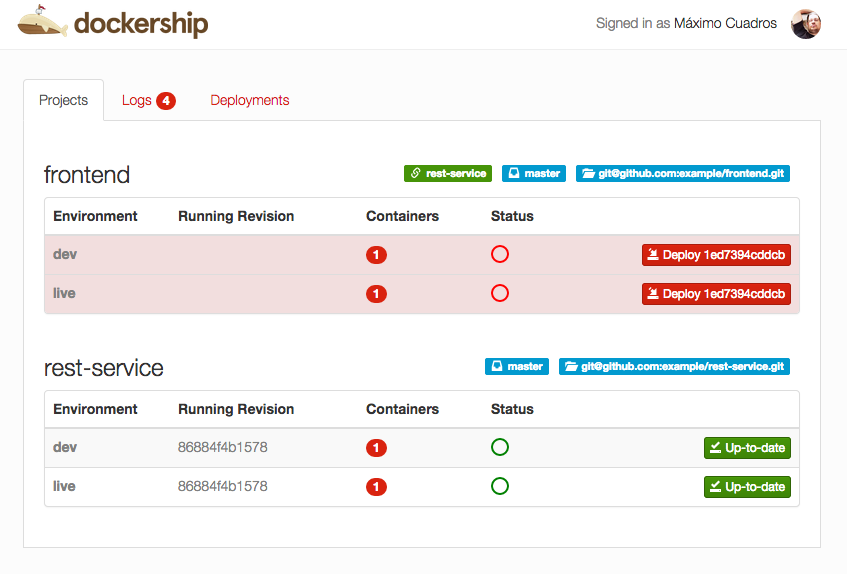 dockership
Signed in as Máximo Cuadros
Projects Logs 4 Deployments
frontend rest-service master git@github.com:example/frontend.git
Environment Running Revision Containers Status
dev 1 Deploy 1ed7394cddcb
live 1 Deploy 1ed7394cddcb
rest-service master git@github.com:example/rest-service.git
Environment Running Revision Containers Status
dev 86884f4b1578 1 Up-to-date
live 86884f4b1578 1 Up-to-date